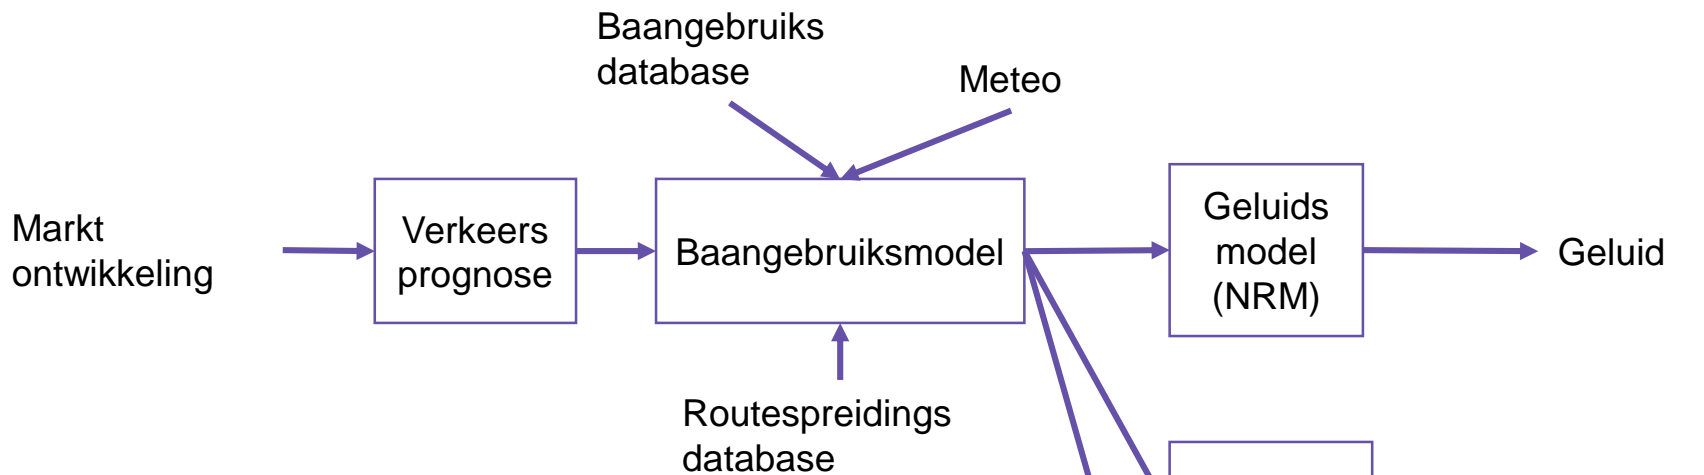 Baangebruiks
database
Meteo
Markt
ontwikkeling
Verkeers
prognose
Baangebruiksmodel
Geluids
model
(NRM)
Geluid
Routespreidings
database